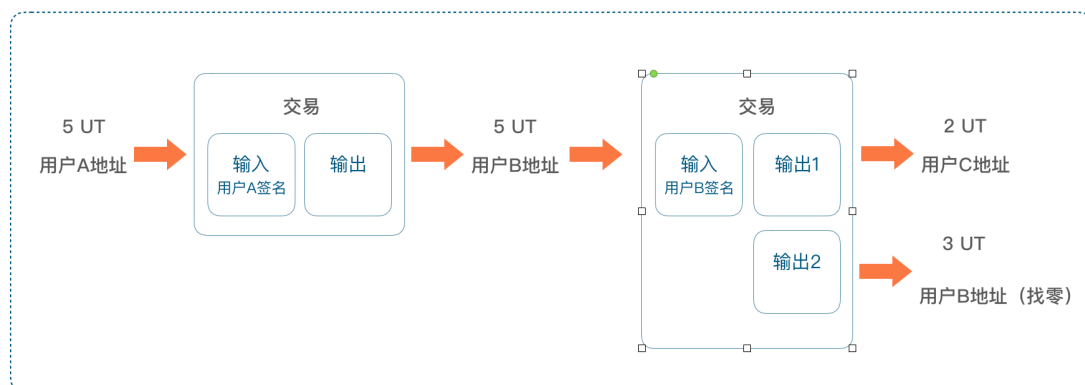 5 UT
用户A地址
交易
输入
用户A签名
输出
5 UT
用户B地址
交易
输入
用户B签名
输出1
输出2
2 UT
用户C地址
3 UT
用户B地址（找零）